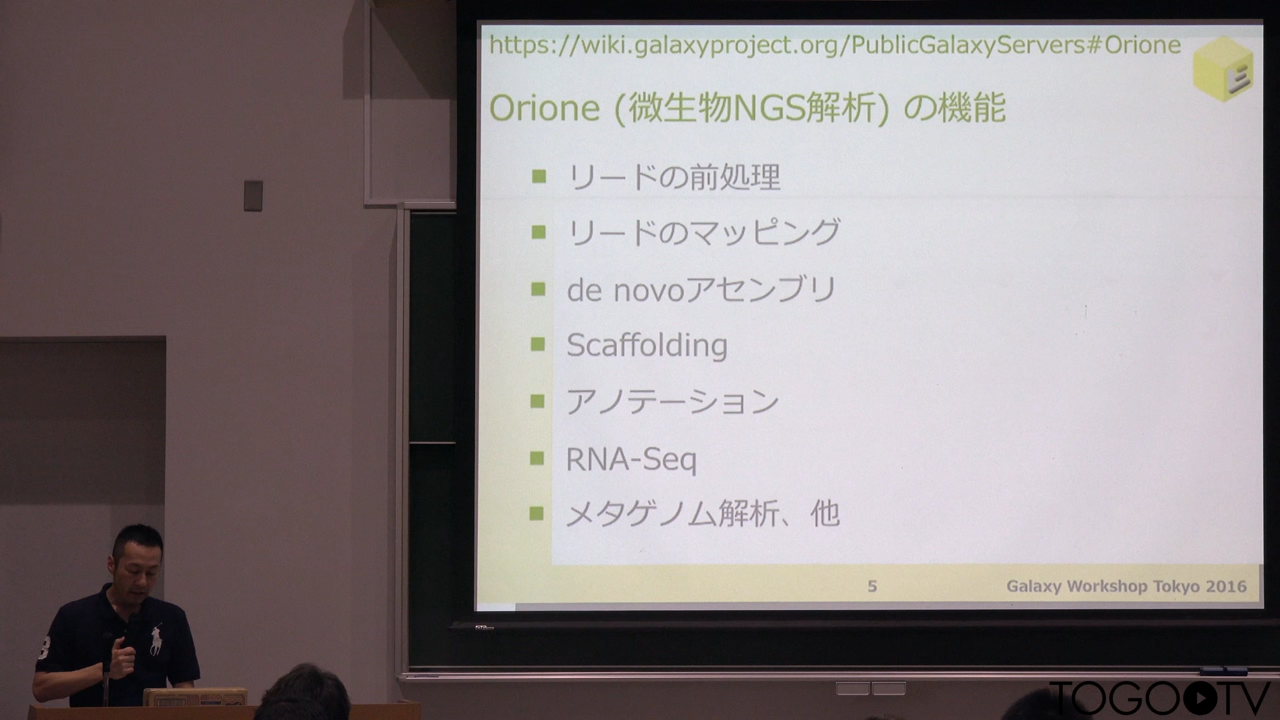 https://wiki.galaxyproject.org/PublicGalaxyServers#Orione
Orione (微生物NGS解析) の機能
リードの前処理
リードのマッピング
de novoアセンブリ
Scaffolding
アノテーション
RNA-Seq
メタゲノム解析、他
5
Galaxy Workshop Tokyo 2016
3
TOGOTV